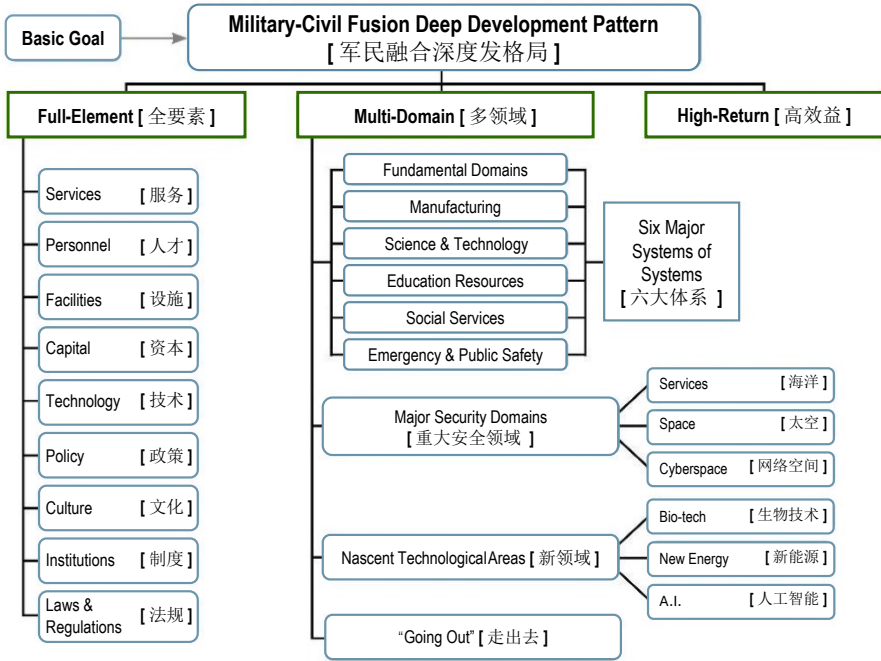 Basic Goal
Military-Civil Fusion Deep Development Pattern
[ 军民融合深度发格局 ]
Full-Element [ 全要素 ]
Services [ 服务 ]
Personnel [ 人才 ]
Facilities [ 设施 ]
Capital [ 资本 ]
Technology [ 技术 ]
Policy [ 政策 ]
Culture [ 文化 ]
Institutions [ 制度 ]
Laws &
Regulations [ 法规 ]
Multi-Domain [ 多领域 ]
Fundamental Domains
Manufacturing
Science & Technology
Education Resources
Social Services
Emergency & Public Safety
Six Major
Systems of
Systems
[ 六大体系 ]
Major Security Domains
[ 重大安全领域 ]
Services [ 海洋 ]
Space [ 太空 ]
Cyberspace [ 网络空间 ]
Nascent Technological Areas [ 新领域 ]
Bio-tech [ 生物技术 ]
New Energy [ 新能源 ]
A.I. [ 人工智能 ]
“Going Out” [ 走出去 ]
High-Return [ 高效益 ]